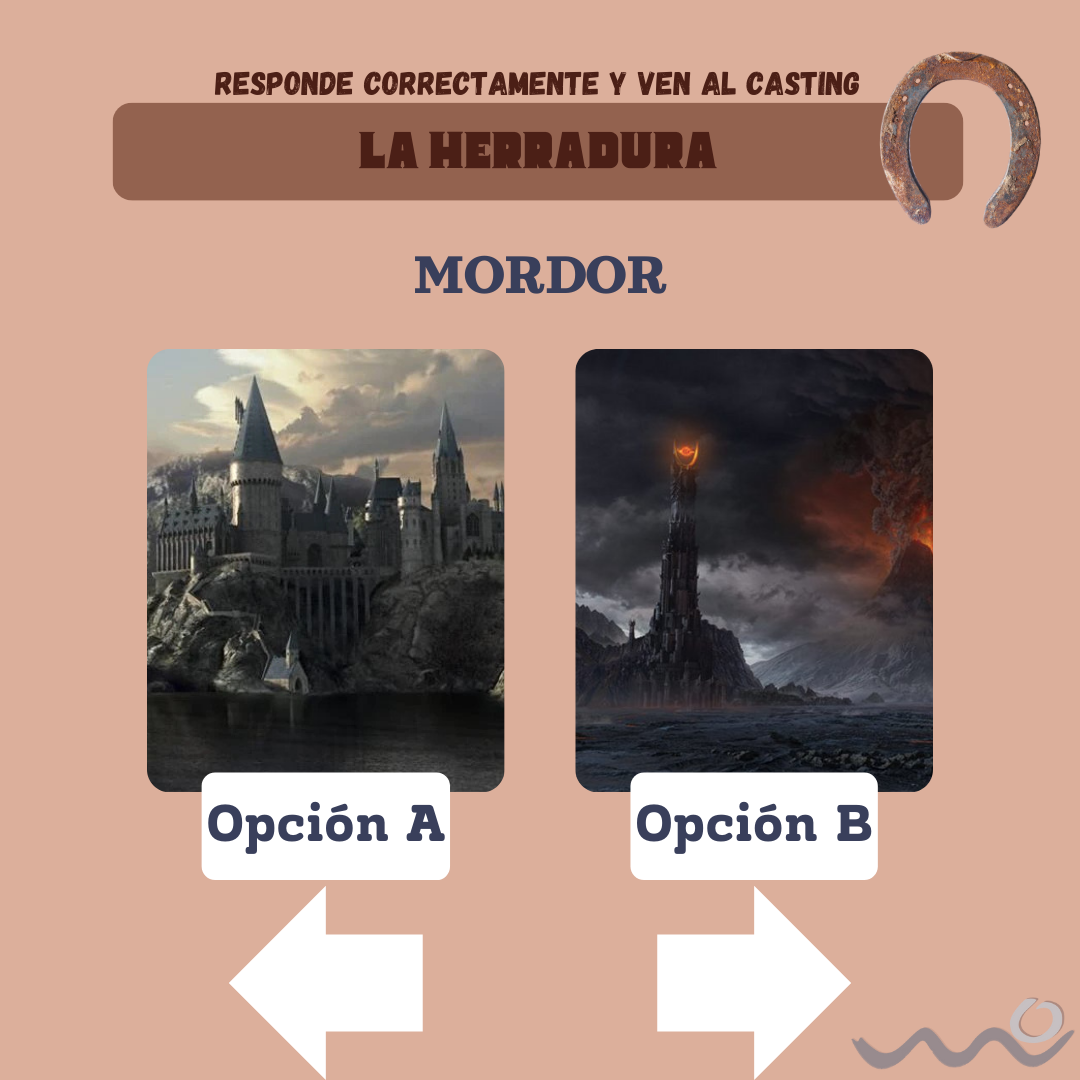 RESPONDE CORRECTAMENTE Y VEN AL CASTING
LA HERRADURA
MORDOR
Opción A
Opción B